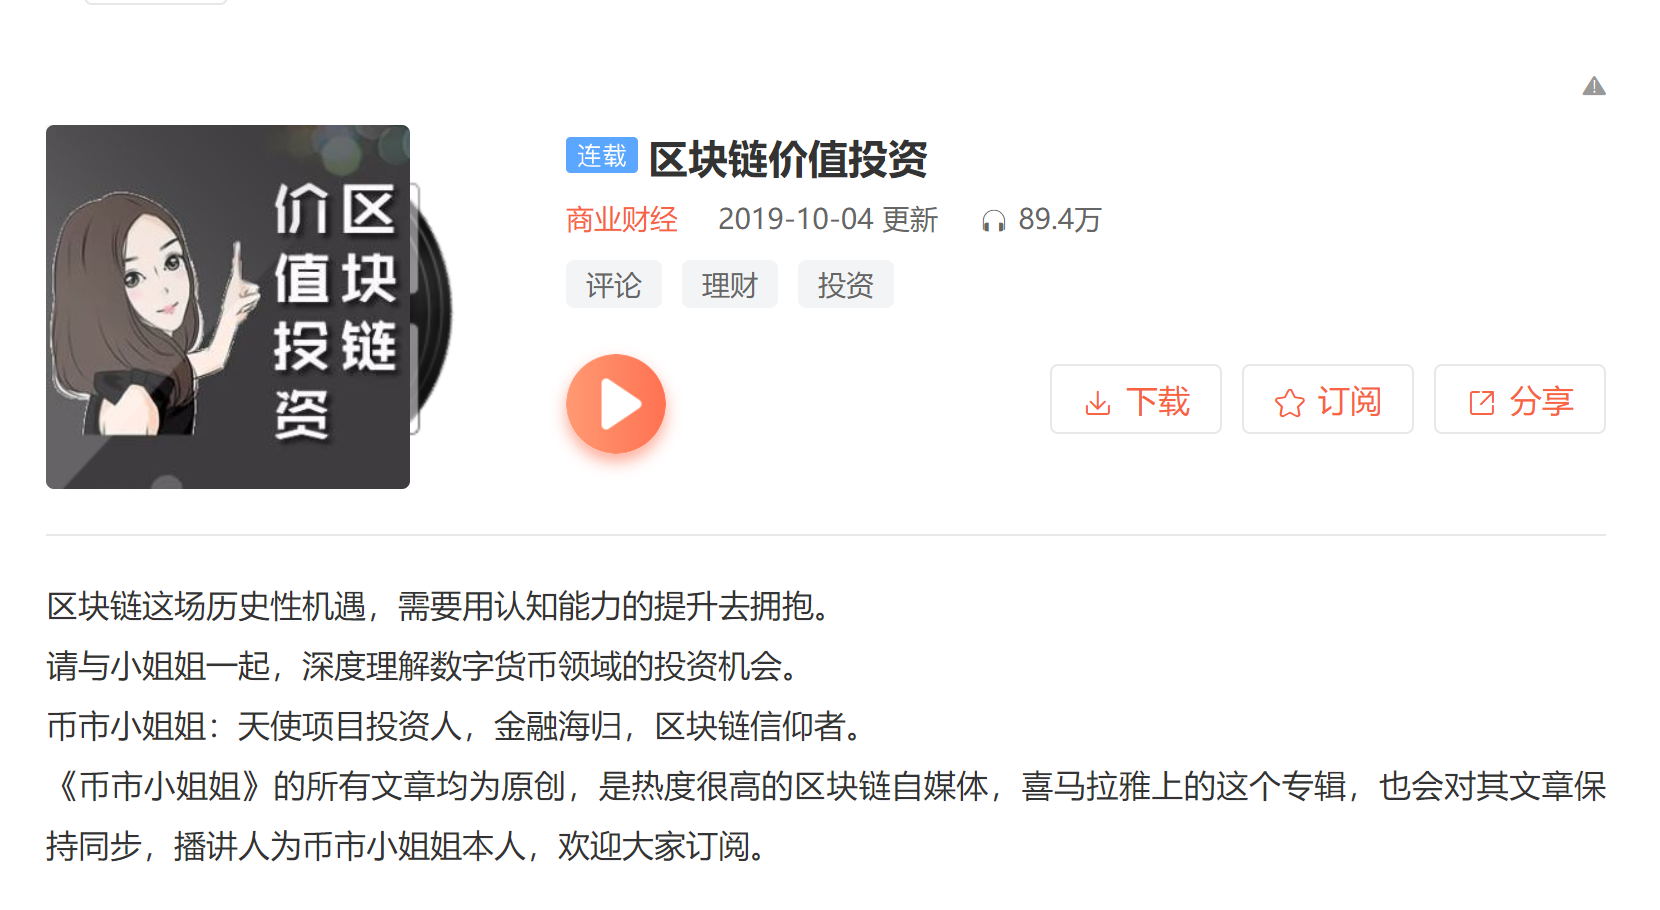 区块链
价值投资
连载 区块链价值投资
商业财经 2019-10-04 更新 89.4万
评论 理财 投资
下载 订阅 分享
区块链这场历史性机遇，需要用认知能力的提升去拥抱。
请与小姐姐一起，深度理解数字货币领域的投资机会。
币市小姐姐：天使项目投资人，金融海归，区块链信仰者。
《币市小姐姐》的所有文章均为原创，是热度很高的区块链自媒体，喜马拉雅上的这个专辑，也会对其文章保
持同步，播讲人为币市小姐姐本人，欢迎大家订阅。